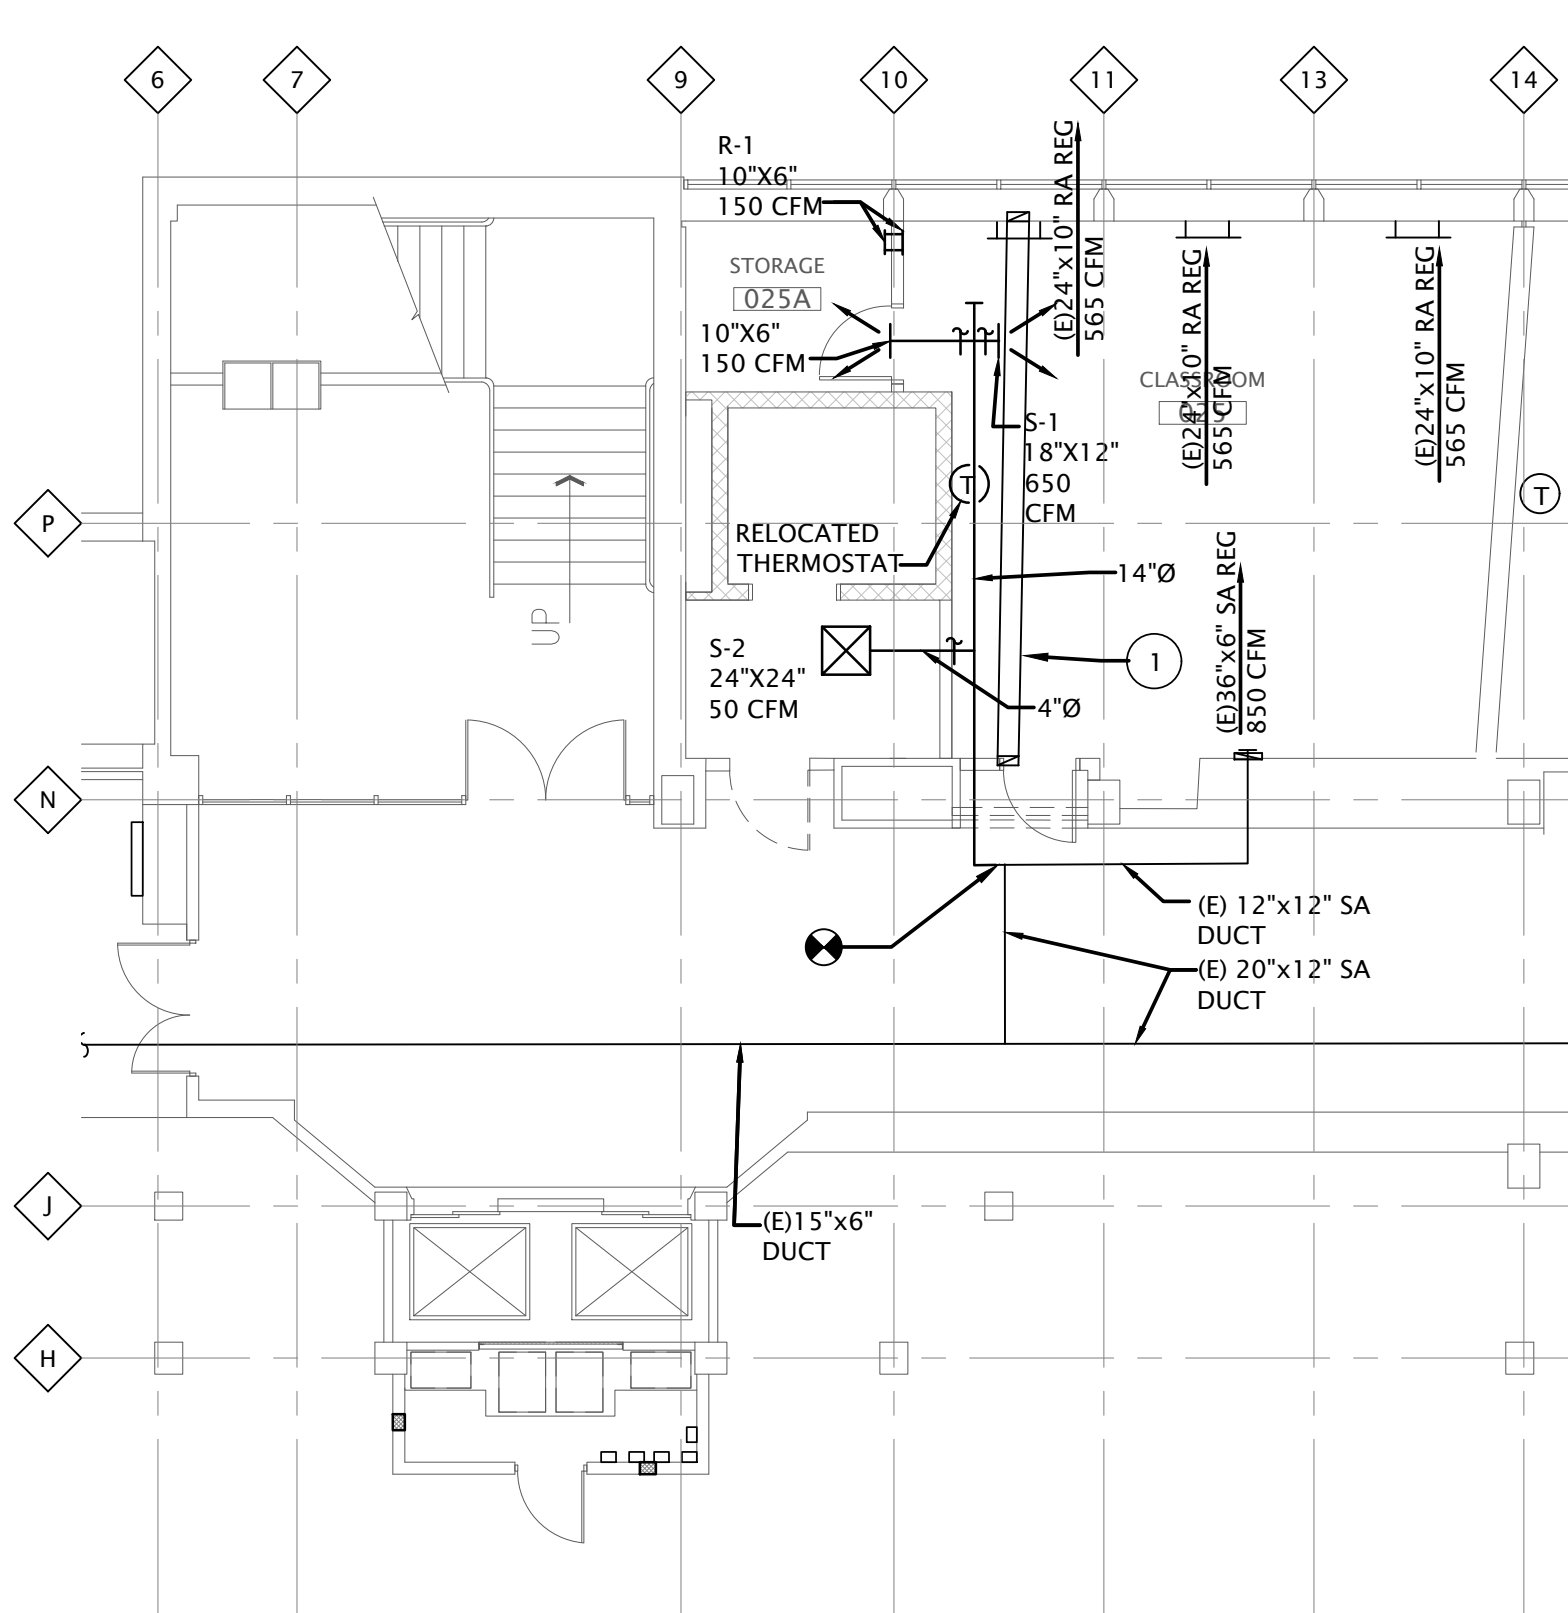 6
7
9
10
11
13
14
R-1
10"X6"
150 CFM
(E)24"x10" RA REG
565 CFM
STORAGE
025A
10"X6"
150 CFM
(E)24"x10" RA REG
565 CFM
(E)24"x10" RA REG
565 CFM
CLASSROOM
025
S-1
18"X12"
650
CFM
T
T
P
RELOCATED
THERMOSTAT
14"Ø
UP
S-2
24"X24"
50 CFM
1
4"Ø
(E)36"x6" SA REG
850 CFM
N
(E) 12"x12" SA
DUCT
(E) 20"x12" SA
DUCT
J
(E)15"x6"
DUCT
H